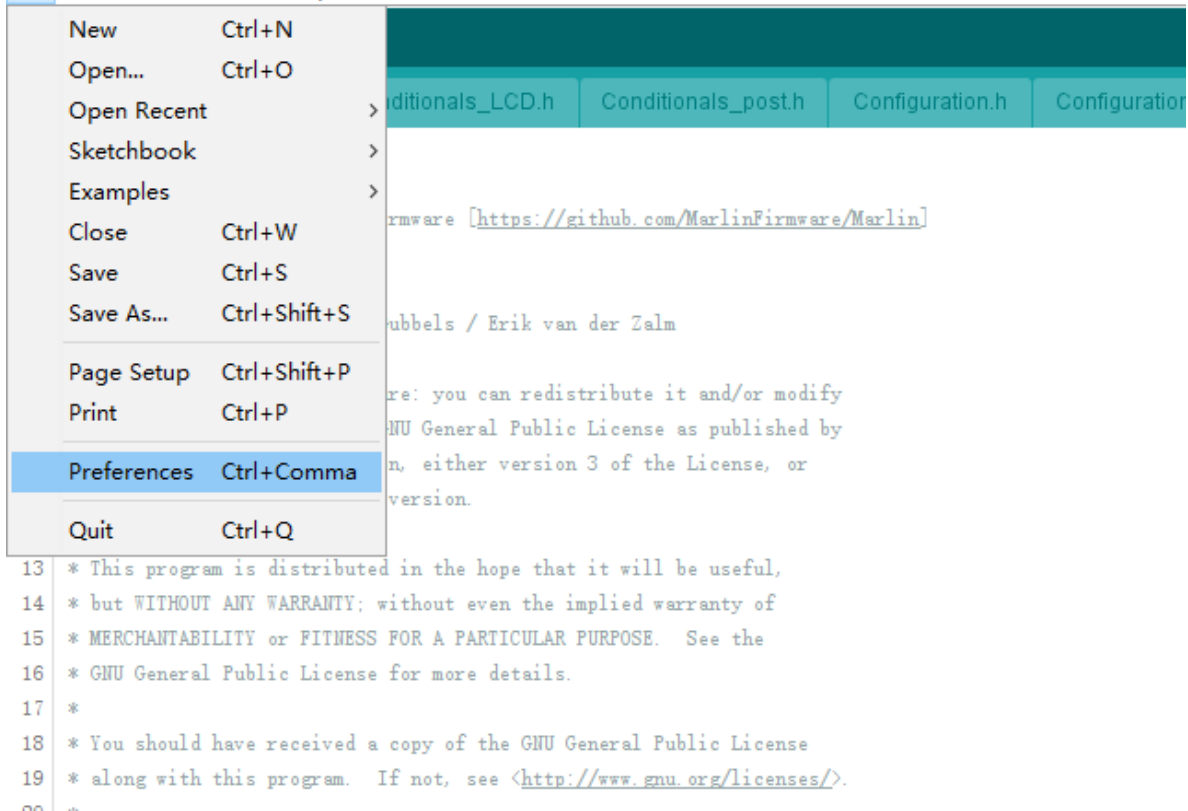 New Ctrl+N
Open... Ctrl+O
Open Recent
Sketchbook
Examples
Close Ctrl+W
Save Ctrl+S
Save As... Ctrl+Shift+S
Page Setup Ctrl+Shift+P
Print Ctrl+P
Preferences Ctrl+Comma
Quit Ctrl+Q
ditionals_LCD.h Conditionals_post.h Configuration.h Configuration
rmware [https://github.com/MarlinFirmware/Marlin]
ubbels / Erik van der Zalm
re: you can redistribute it and/or modify
NU General Public License as published by
n, either version 3 of the License, or
version.
13 * This program is distributed in the hope that it will be useful,
14 * but WITHOUT ANY WARRANTY; without even the implied warranty of
15 * MERCHANTABILITY or FITNESS FOR A PARTICULAR PURPOSE. See the
16 * GNU General Public License for more details.
17 *
18 * You should have received a copy of the GNU General Public License
19 * along with this program. If not, see <http://www.gnu.org/licenses/>.